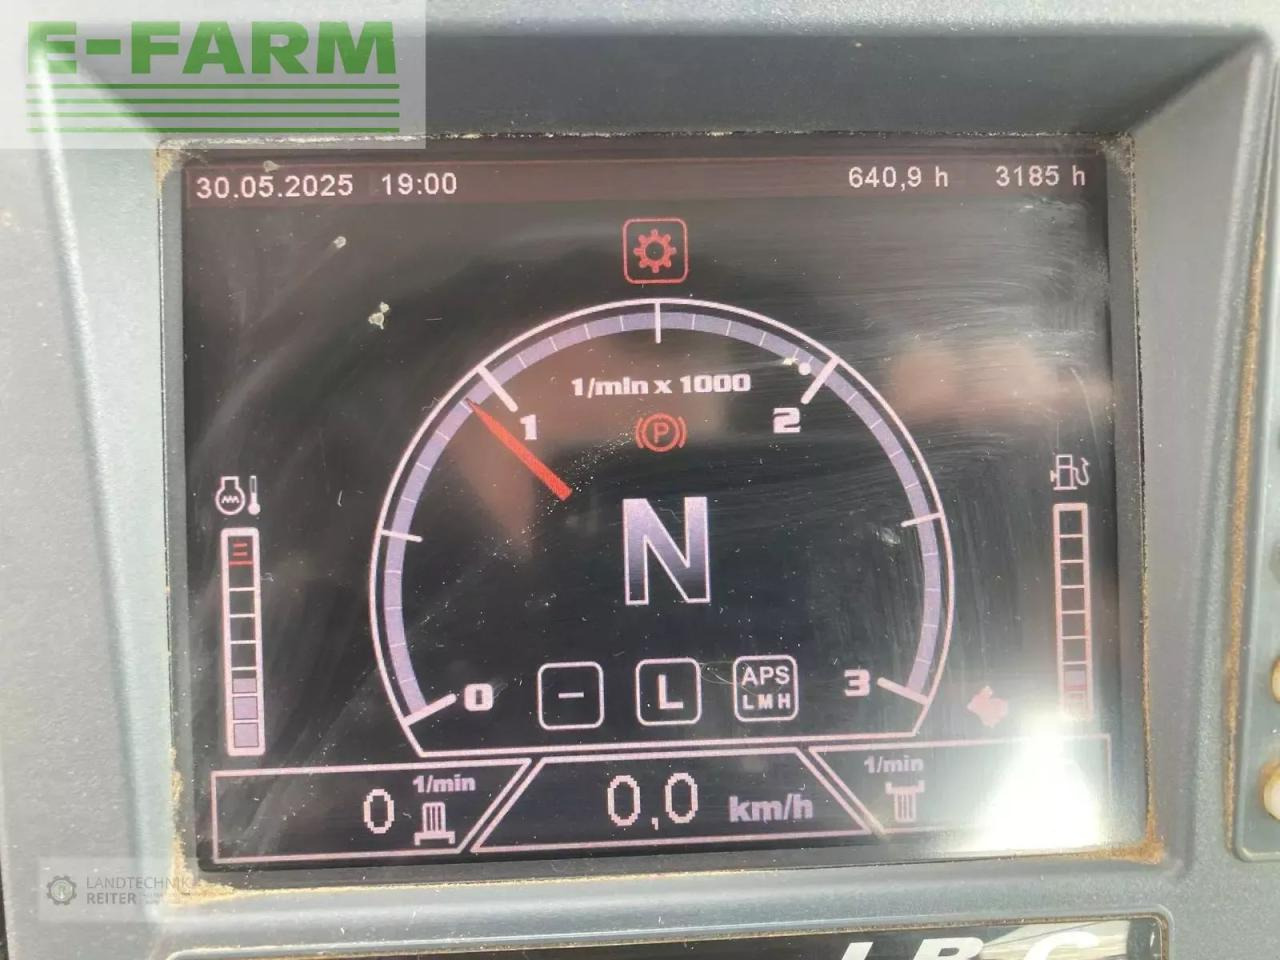 E-FARM
30.05.2025 19:00 640,9 h 3185 h
1/min x 1000
1 2
P
N
0 - L APS 3
LMH
1/min 1/min
0 0,0 km/h
LANDTECHNIK
REITER